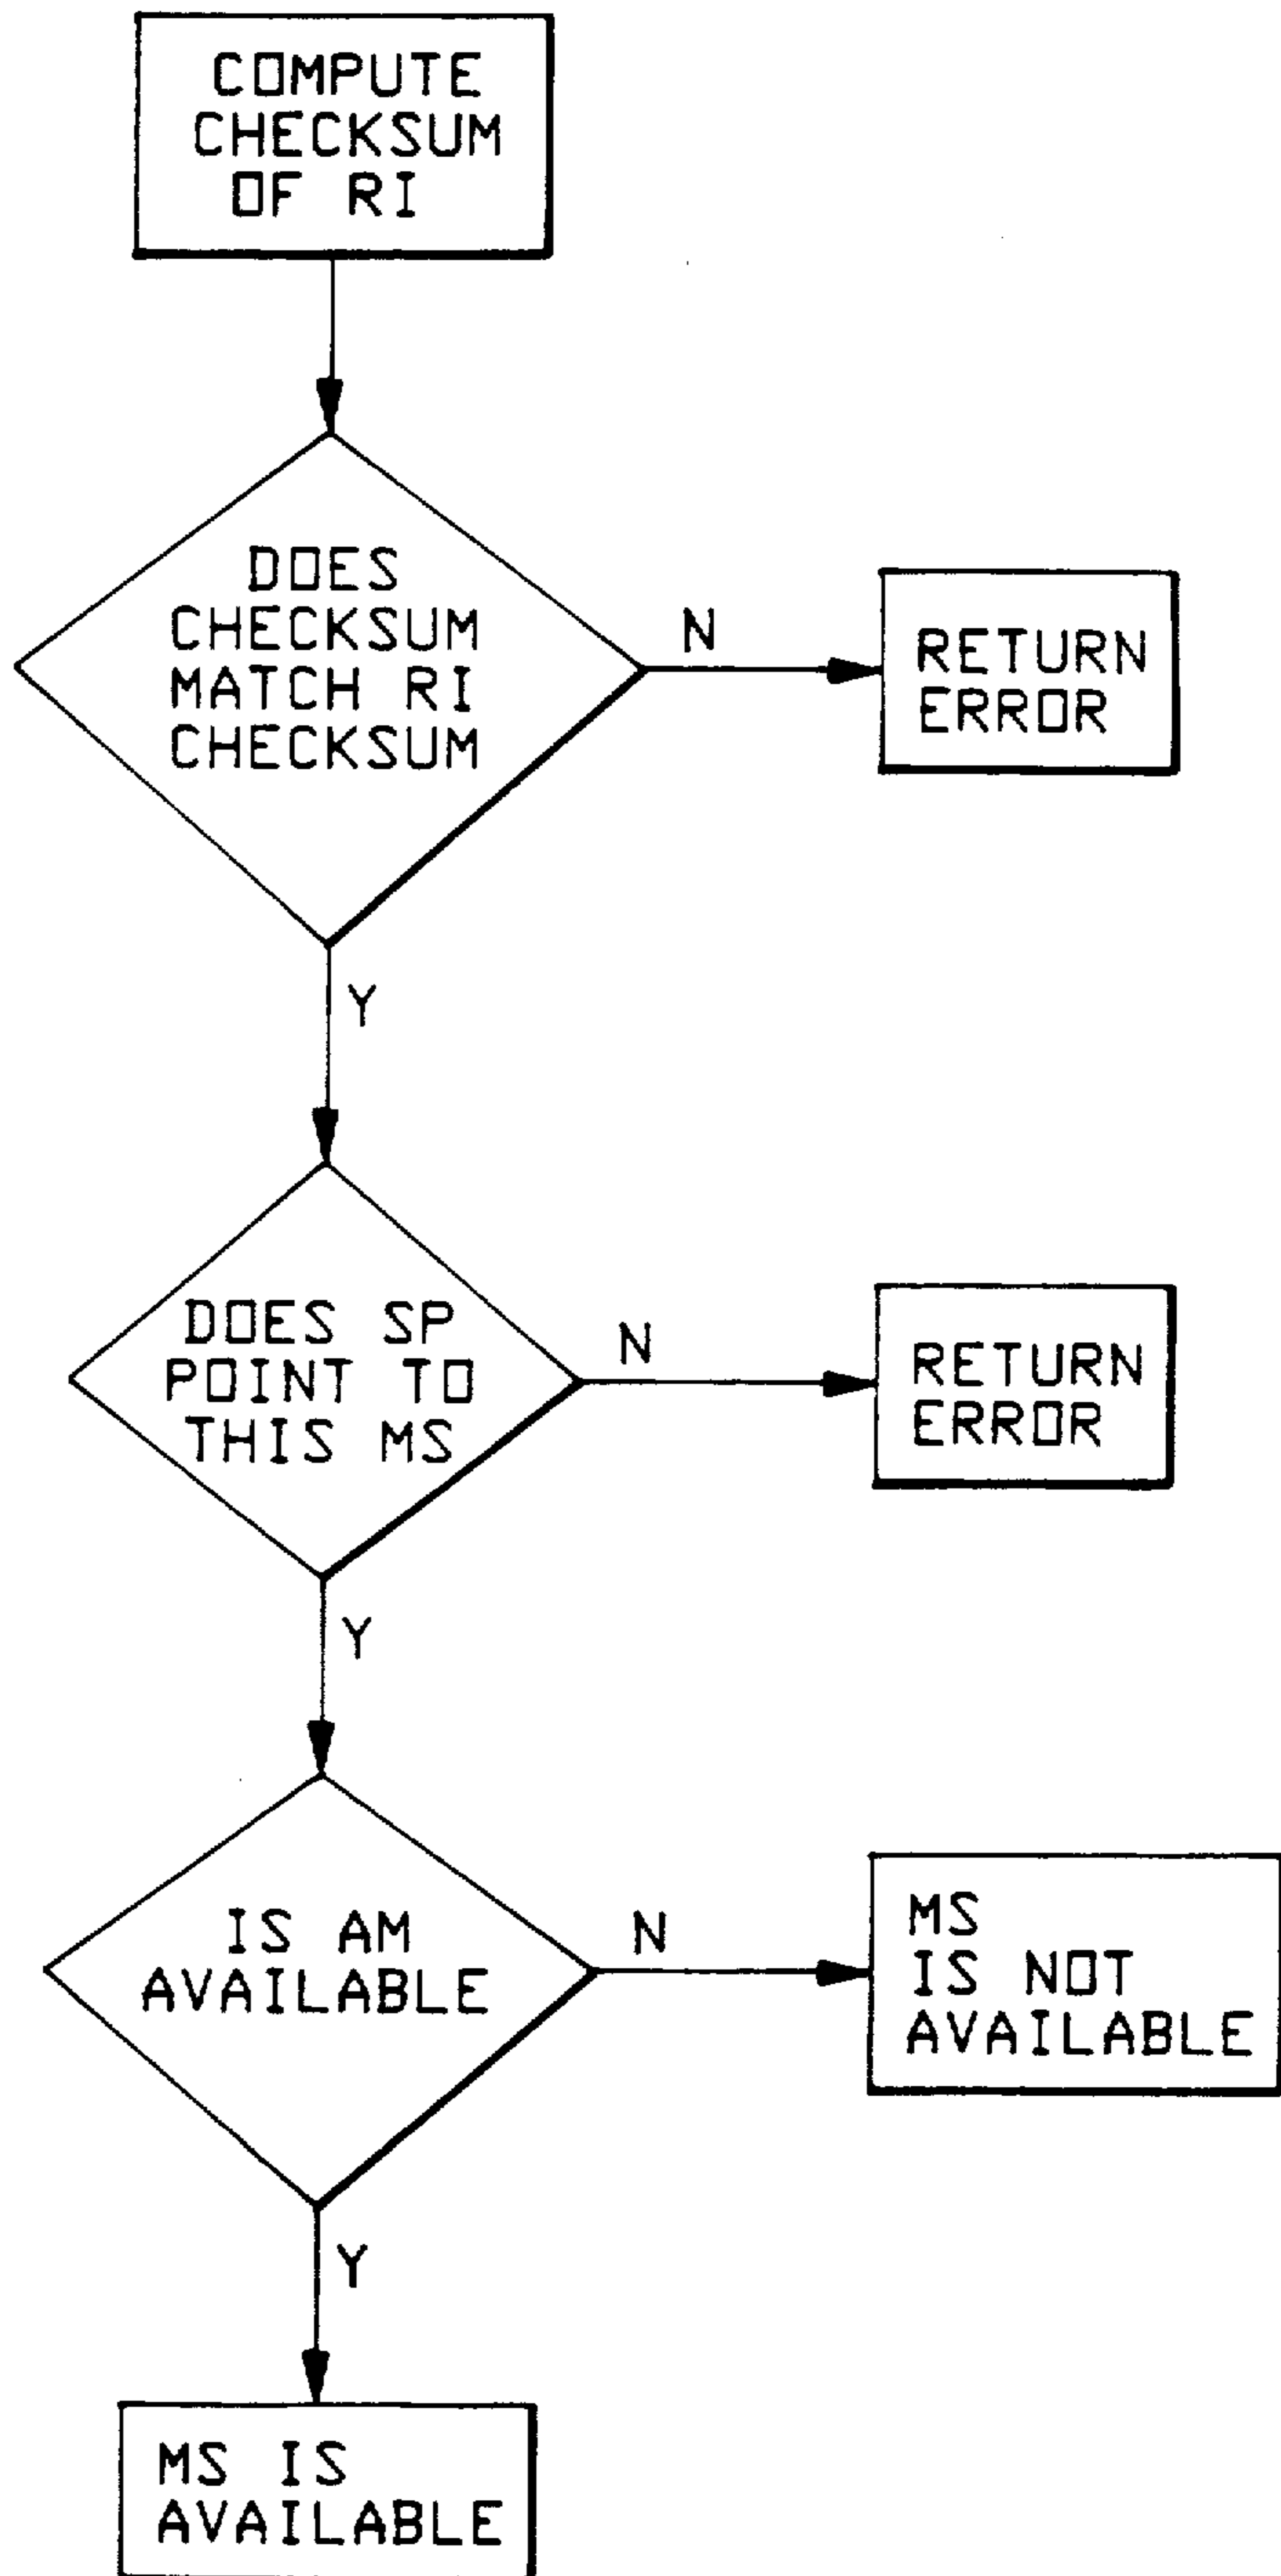 COMPUTE
CHECKSUM
OF RI
DOES
CHECKSUM
MATCH RI
CHECKSUM
N
RETURN
ERROR
Y
DOES SP
POINT TO
THIS MS
N
RETURN
ERROR
Y
IS AM
AVAILABLE
N
MS
IS NOT
AVAILABLE
Y
MS IS
AVAILABLE